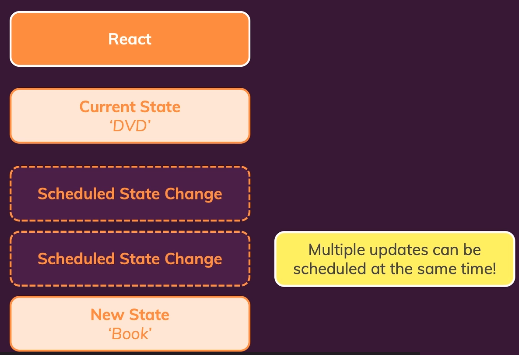 React
Current State
‘DVD’
Scheduled State Change
Scheduled State Change
Multiple updates can be
scheduled at the same time!
New State
‘Book’